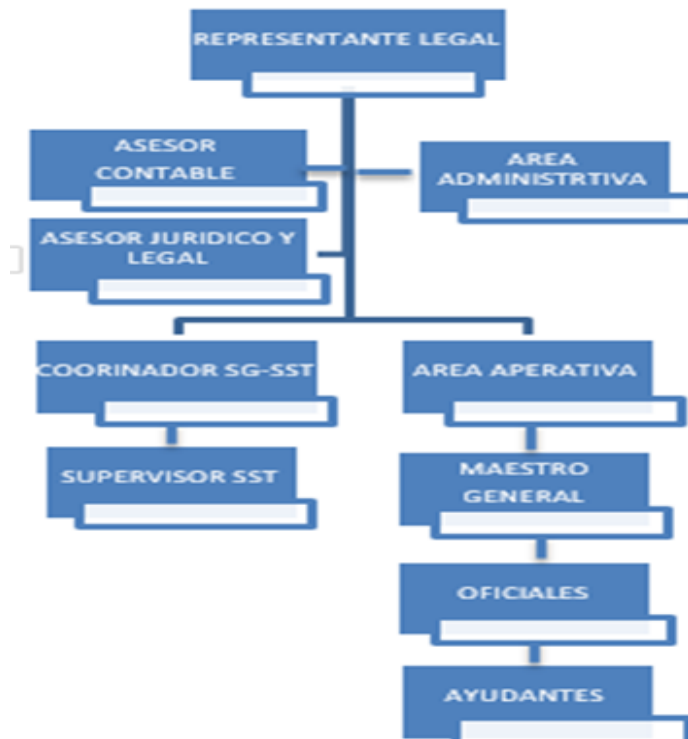 REPRESENTANTE LEGAL
ASESOR
CONTABLE
AREA
ADMINISTRTIVA
ASESOR JURIDICO Y
LEGAL
COORINADOR SG-SST
AREA APERATIVA
SUPERVISOR SST
MAESTRO
GENERAL
OFICIALES
AYUDANTES